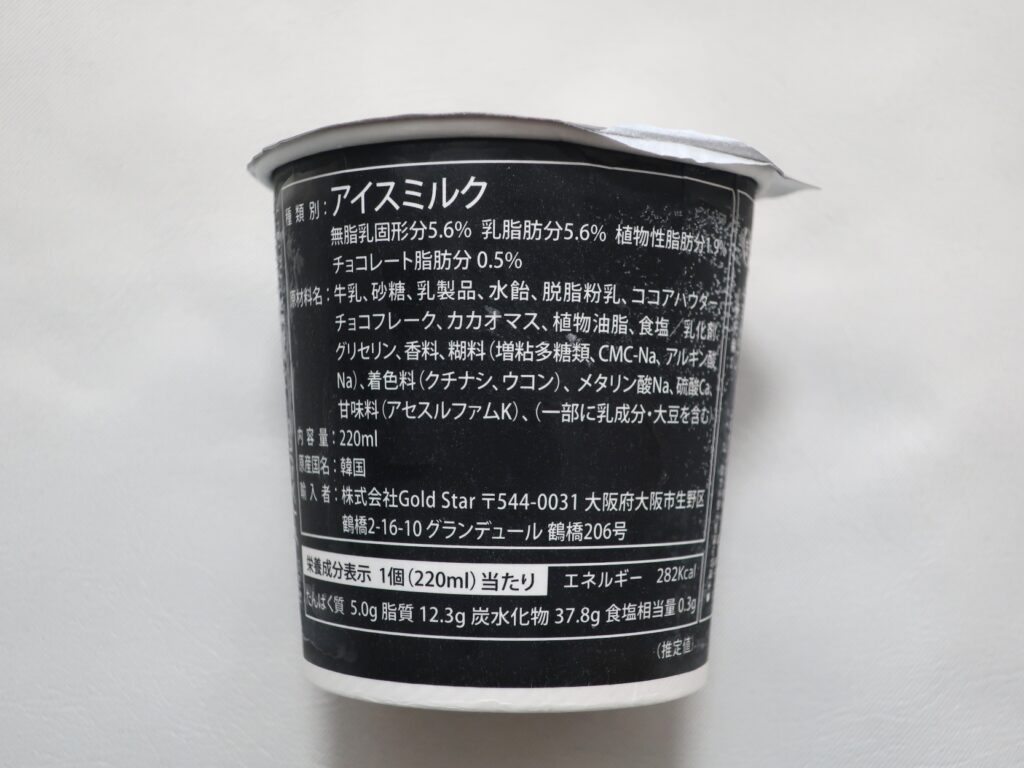 種類別：アイスミルク
無脂乳固形分5.6% 乳脂肪分5.6% 植物性脂肪分1.9%
チョコレート脂肪分 0.5%
原材料名：牛乳、砂糖、乳製品、水飴、脱脂粉乳、ココアパウダー、
チョコフレーク、カカオマス、植物油脂、食塩／乳化剤、
グリセリン、香料、糊料（増粘多糖類、CMC-Na、アルギン酸
Na）、着色料（クチナシ、ウコン）、メタリン酸Na、硫酸Ca、
甘味料（アセスルファムK）、（一部に乳成分・大豆を含む）
内容量：220ml
原産国名：韓国
輸入者：株式会社Gold Star 〒544-0031 大阪府大阪市生野区
鶴橋2-16-10 グランデュール 鶴橋206号
栄養成分表示 1個（220ml）当たり エネルギー 282Kcal
たんぱく質 5.0g 脂質 12.3g 炭水化物 37.8g 食塩相当量 0.3g
（推定値）